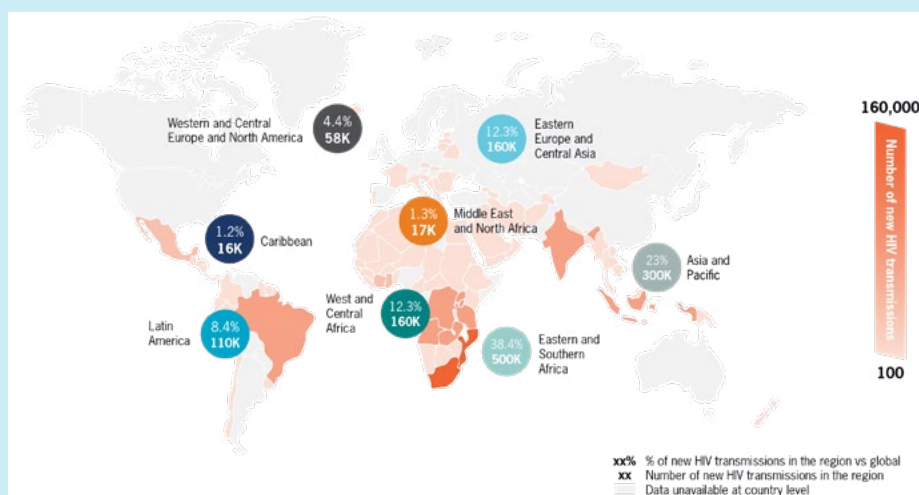 Western and Central
Europe and North America
4.4%
58K
12.3%
160K
Eastern
Europe and
Central Asia
1.2%
16K
Caribbean
1.3%
17K
Middle East
and North Africa
23%
300K
Asia and
Pacific
Latin
America
8.4%
110K
West and
Central
Africa
12.3%
160K
38.4%
500K
Eastern and
Southern
Africa
160,000
Number of new HIV transmissions
100
xx% % of new HIV transmissions in the region vs global
xx Number of new HIV transmissions in the region
Data unavailable at country level